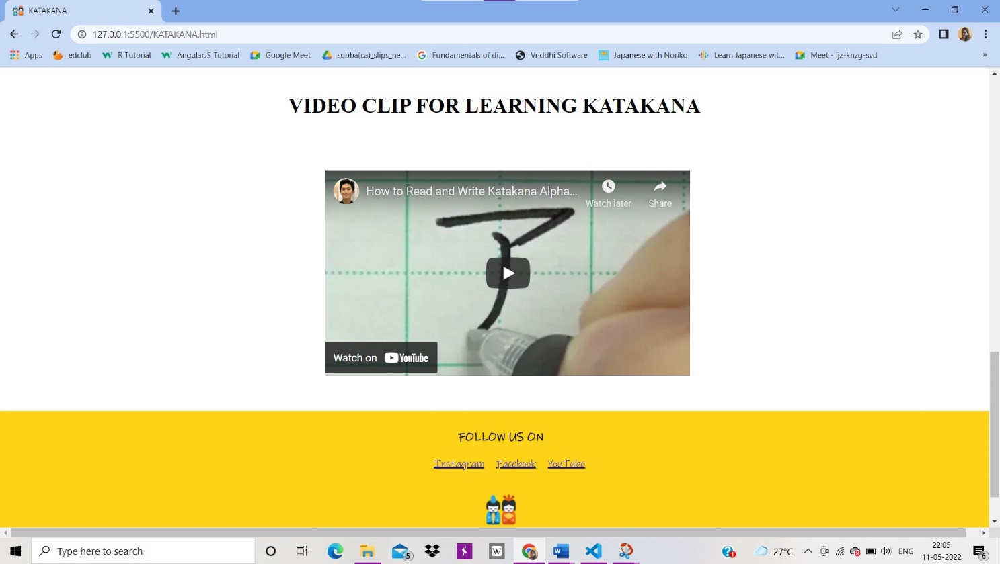 KATAKANA
127.0.0.1:5500/KATAKANA.html
Apps edclub R Tutorial AngularJS Tutorial Google Meet subba(ca)_slips_ne... Fundamentals of di... Vriddhi Software Japanese with Noriko Learn Japanese wit... Meet - ijz-knzg-svd »
VIDEO CLIP FOR LEARNING KATAKANA
How to Read and Write Katakana Alpha...
Watch later Share
ア
Watch on YouTube
FOLLOW US ON
Instagram Facebook YouTube
Type here to search
5
W
W
27°C
ENG
22:05
11-05-2022
6